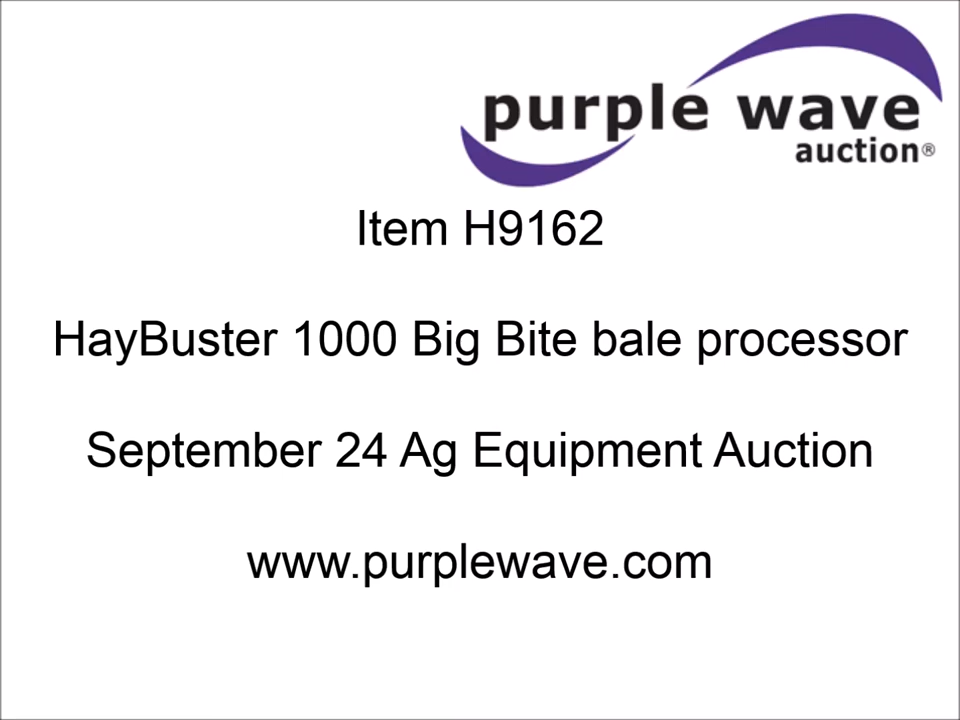 purple wave
auction®
Item H9162
HayBuster 1000 Big Bite bale processor
September 24 Ag Equipment Auction
www.purplewave.com